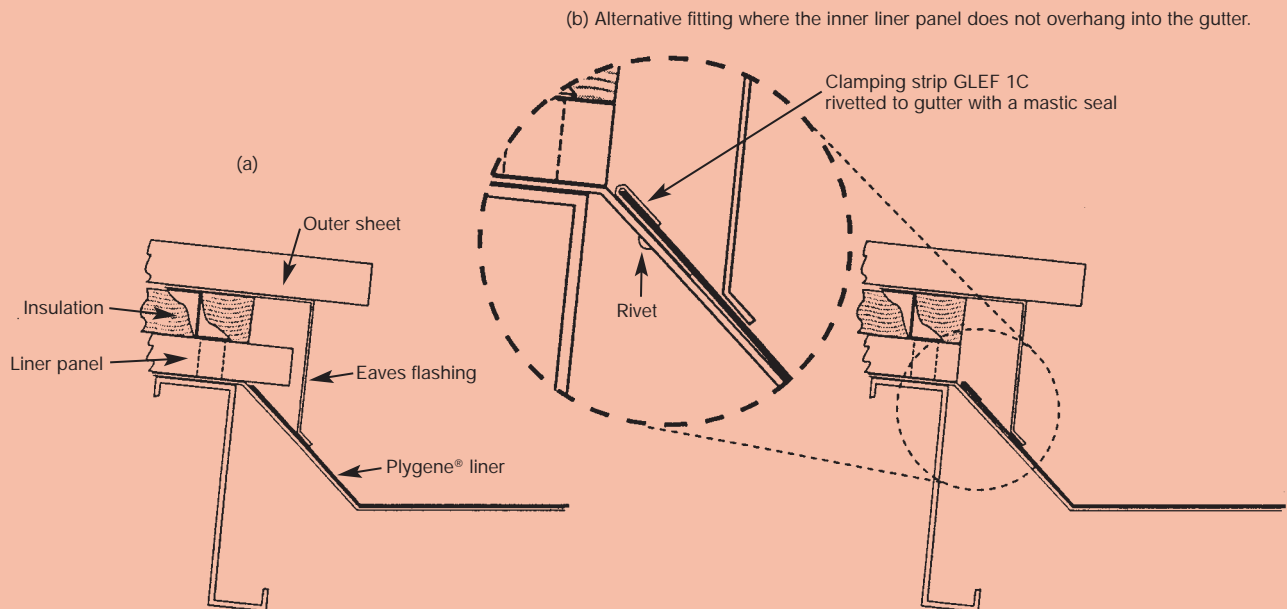 (b) Alternative fitting where the inner liner panel does not overhang into the gutter.
Clamping strip GLEF 1C
rivetted to gutter with a mastic seal
(a)
Outer sheet
Insulation
Rivet
Liner panel
Eaves flashing
Plygene® liner